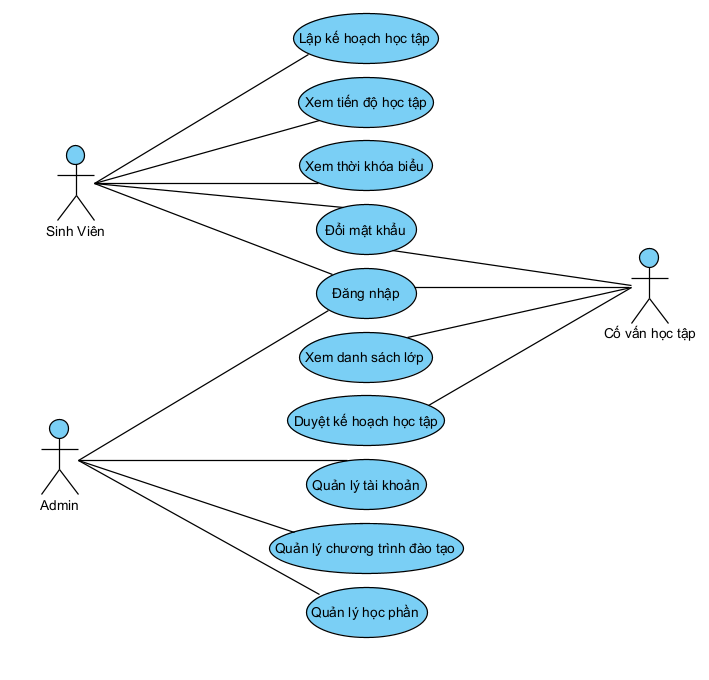 Lập kế hoạch học tập
Xem tiến độ học tập
Xem thời khóa biểu
Đổi mật khẩu
Sinh Viên
Đăng nhập
Cố vấn học tập
Xem danh sách lớp
Duyệt kế hoạch học tập
Quản lý tài khoản
Admin
Quản lý chương trình đào tạo
Quản lý học phần